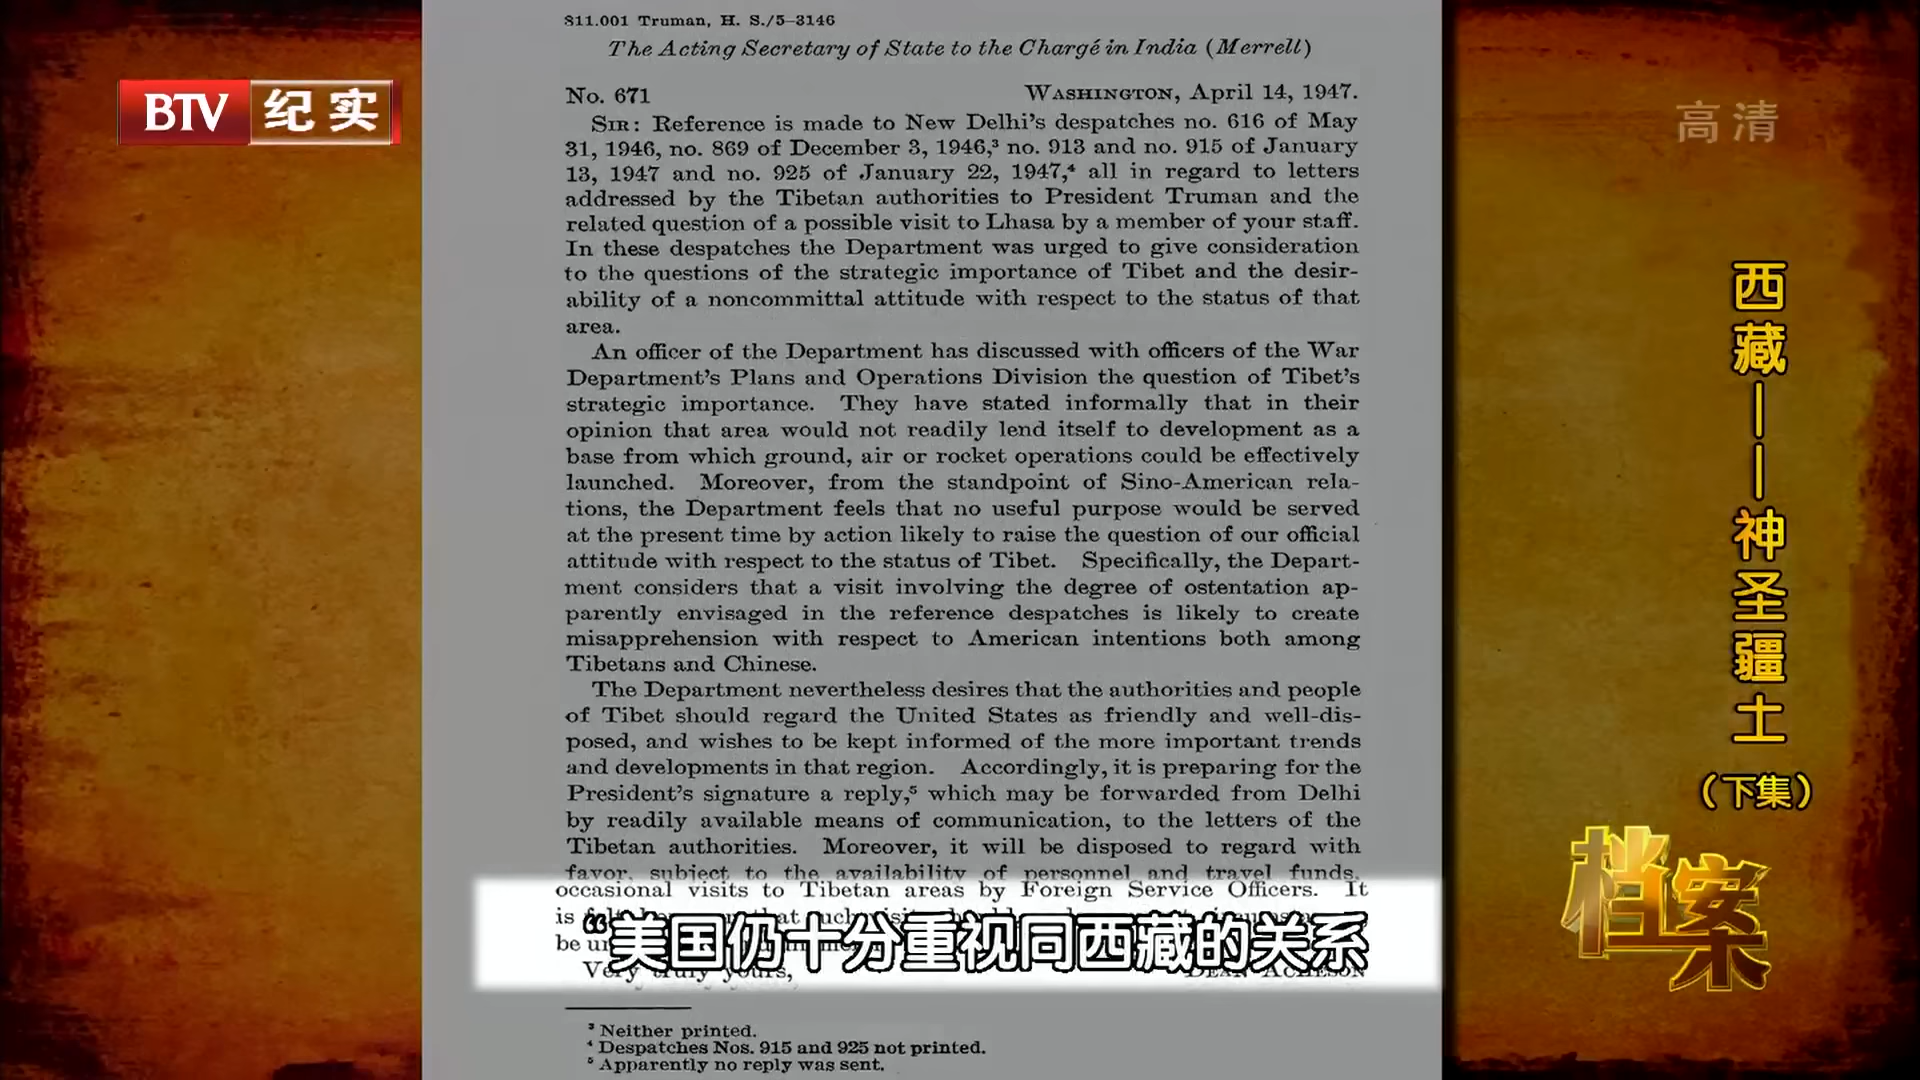 BTV 纪实
高清
811.001 Truman, H. S./5-3146
The Acting Secretary of State to the Chargé in India (Merrell)
No. 671 WASHINGTON, April 14, 1947.
SIR: Reference is made to New Delhi's despatches no. 616 of May
31, 1946, no. 869 of December 3, 1946,³ no. 913 and no. 915 of January
13, 1947 and no. 925 of January 22, 1947,⁴ all in regard to letters
addressed by the Tibetan authorities to President Truman and the
related question of a possible visit to Lhasa by a member of your staff.
In these despatches the Department was urged to give consideration
to the questions of the strategic importance of Tibet and the desir-
ability of a noncommittal attitude with respect to the status of that
area.
An officer of the Department has discussed with officers of the War
Department's Plans and Operations Division the question of Tibet's
strategic importance. They have stated informally that in their
opinion that area would not readily lend itself to development as a
base from which ground, air or rocket operations could be effectively
launched. Moreover, from the standpoint of Sino-American rela-
tions, the Department feels that no useful purpose would be served
at the present time by action likely to raise the question of our official
attitude with respect to the status of Tibet. Specifically, the Depart-
ment considers that a visit involving the degree of ostentation ap-
parently envisaged in the reference despatches is likely to create
misapprehension with respect to American intentions both among
Tibetans and Chinese.
The Department nevertheless desires that the authorities and people
of Tibet should regard the United States as friendly and well-dis-
posed, and wishes to be kept informed of the more important trends
and developments in that region. Accordingly, it is preparing for the
President's signature a reply,⁵ which may be forwarded from Delhi
by readily available means of communication, to the letters of the
Tibetan authorities. Moreover, it will be disposed to regard with
favor, subject to the availability of personnel and travel funds,
occasional visits to Tibetan areas by Foreign Service Officers. It
is
be
Very truly yours, DEAN ACHESON
“美国仍十分重视同西藏的关系
³ Neither printed.
⁴ Despatches Nos. 915 and 925 not printed.
⁵ Apparently no reply was sent.
西藏——神圣疆土
（下集）
档案